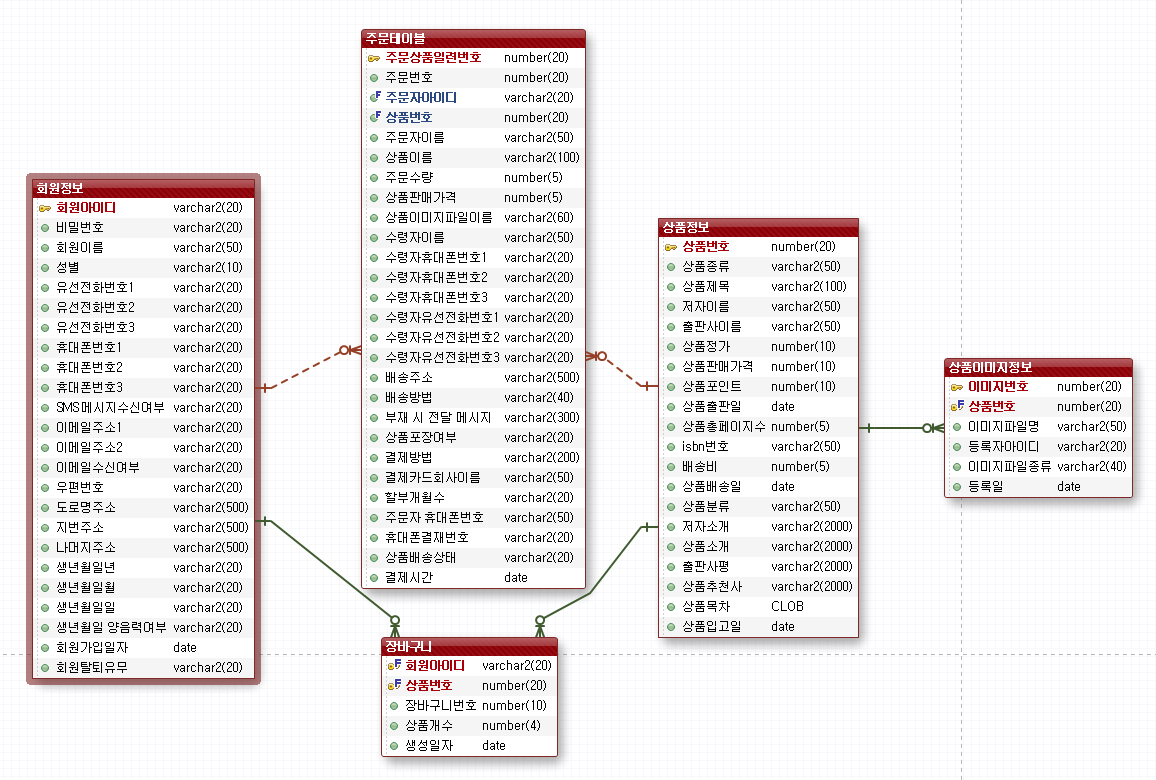 주문테이블
주문상품일련번호 number(20)
주문번호 number(20)
주문자아이디 varchar2(20)
상품번호 number(20)
주문자이름 varchar2(50)
상품이름 varchar2(100)
주문수량 number(5)
상품판매가격 number(5)
상품이미지파일이름 varchar2(60)
수령자이름 varchar2(50)
수령자휴대폰번호1 varchar2(20)
수령자휴대폰번호2 varchar2(20)
수령자휴대폰번호3 varchar2(20)
수령자유선전화번호1 varchar2(20)
수령자유선전화번호2 varchar2(20)
수령자유선전화번호3 varchar2(20)
배송주소 varchar2(500)
배송방법 varchar2(40)
부재 시 전달 메시지 varchar2(300)
상품포장여부 varchar2(20)
결제방법 varchar2(200)
결제카드회사이름 varchar2(50)
할부개월수 varchar2(20)
주문자 휴대폰번호 varchar2(50)
휴대폰결재번호 varchar2(20)
상품배송상태 varchar2(20)
결제시간 date
회원정보
회원아이디 varchar2(20)
비밀번호 varchar2(20)
회원이름 varchar2(50)
성별 varchar2(10)
유선전화번호1 varchar2(20)
유선전화번호2 varchar2(20)
유선전화번호3 varchar2(20)
휴대폰번호1 varchar2(20)
휴대폰번호2 varchar2(20)
휴대폰번호3 varchar2(20)
SMS메시지수신여부 varchar2(20)
이메일주소1 varchar2(20)
이메일주소2 varchar2(20)
이메일수신여부 varchar2(20)
우편번호 varchar2(20)
도로명주소 varchar2(500)
지번주소 varchar2(500)
나머지주소 varchar2(500)
생년월일년 varchar2(20)
생년월일월 varchar2(20)
생년월일일 varchar2(20)
생년월일 양음력여부 varchar2(20)
회원가입일자 date
회원탈퇴유무 varchar2(20)
상품정보
상품번호 number(20)
상품종류 varchar2(50)
상품제목 varchar2(100)
저자이름 varchar2(50)
출판사이름 varchar2(50)
상품정가 number(10)
상품판매가격 number(10)
상품포인트 number(10)
상품출판일 date
상품총페이지수 number(5)
isbn번호 varchar2(50)
배송비 number(5)
상품배송일 date
상품분류 varchar2(50)
저자소개 varchar2(2000)
상품소개 varchar2(2000)
출판사평 varchar2(2000)
상품추천사 varchar2(2000)
상품목차 CLOB
상품입고일 date
상품이미지정보
이미지번호 number(20)
상품번호 number(20)
이미지파일명 varchar2(50)
등록자아이디 varchar2(20)
이미지파일종류 varchar2(40)
등록일 date
장바구니
회원아이디 varchar2(20)
상품번호 number(20)
장바구니번호 number(10)
상품개수 number(4)
생성일자 date